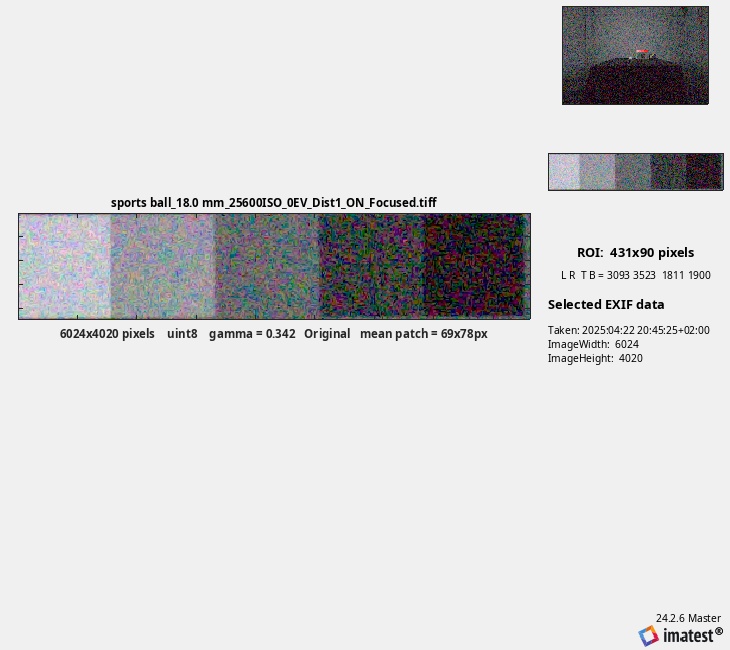 sports ball_18.0 mm_25600ISO_0EV_Dist1_ON_Focused.tiff
6024x4020 pixels uint8 gamma = 0.342 Original mean patch = 69x78px
ROI: 431x90 pixels
L R T B = 3093 3523 1811 1900
Selected EXIF data
Taken: 2025:04:22 20:45:25+02:00
ImageWidth: 6024
ImageHeight: 4020
24.2.6 Master
imatest®